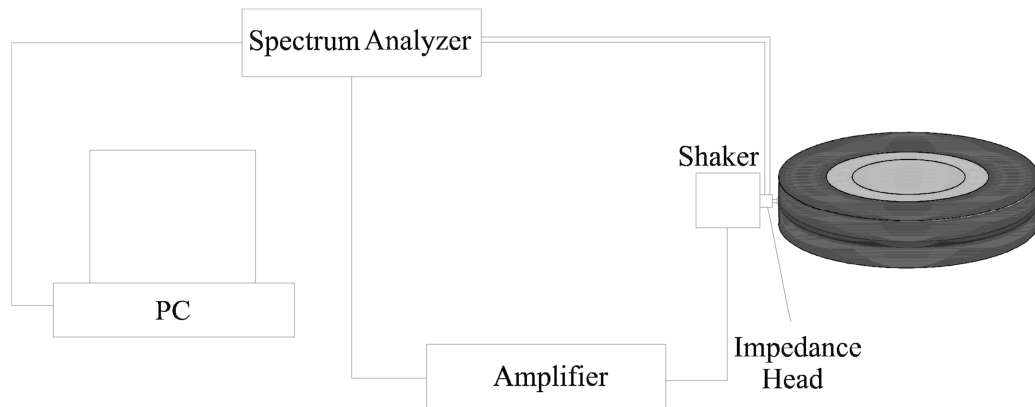 Spectrum Analyzer
Shaker
PC
Impedance
Head
Amplifier